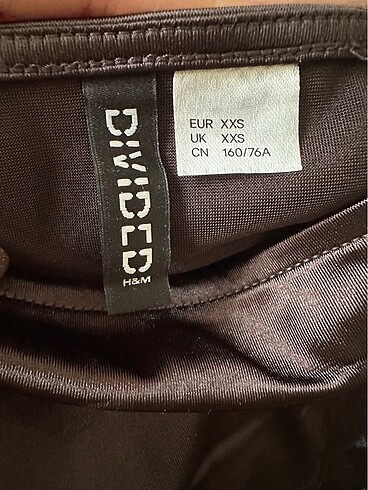 DIVIDED
H&M
EUR XXS
UK XXS
CN 160/76A